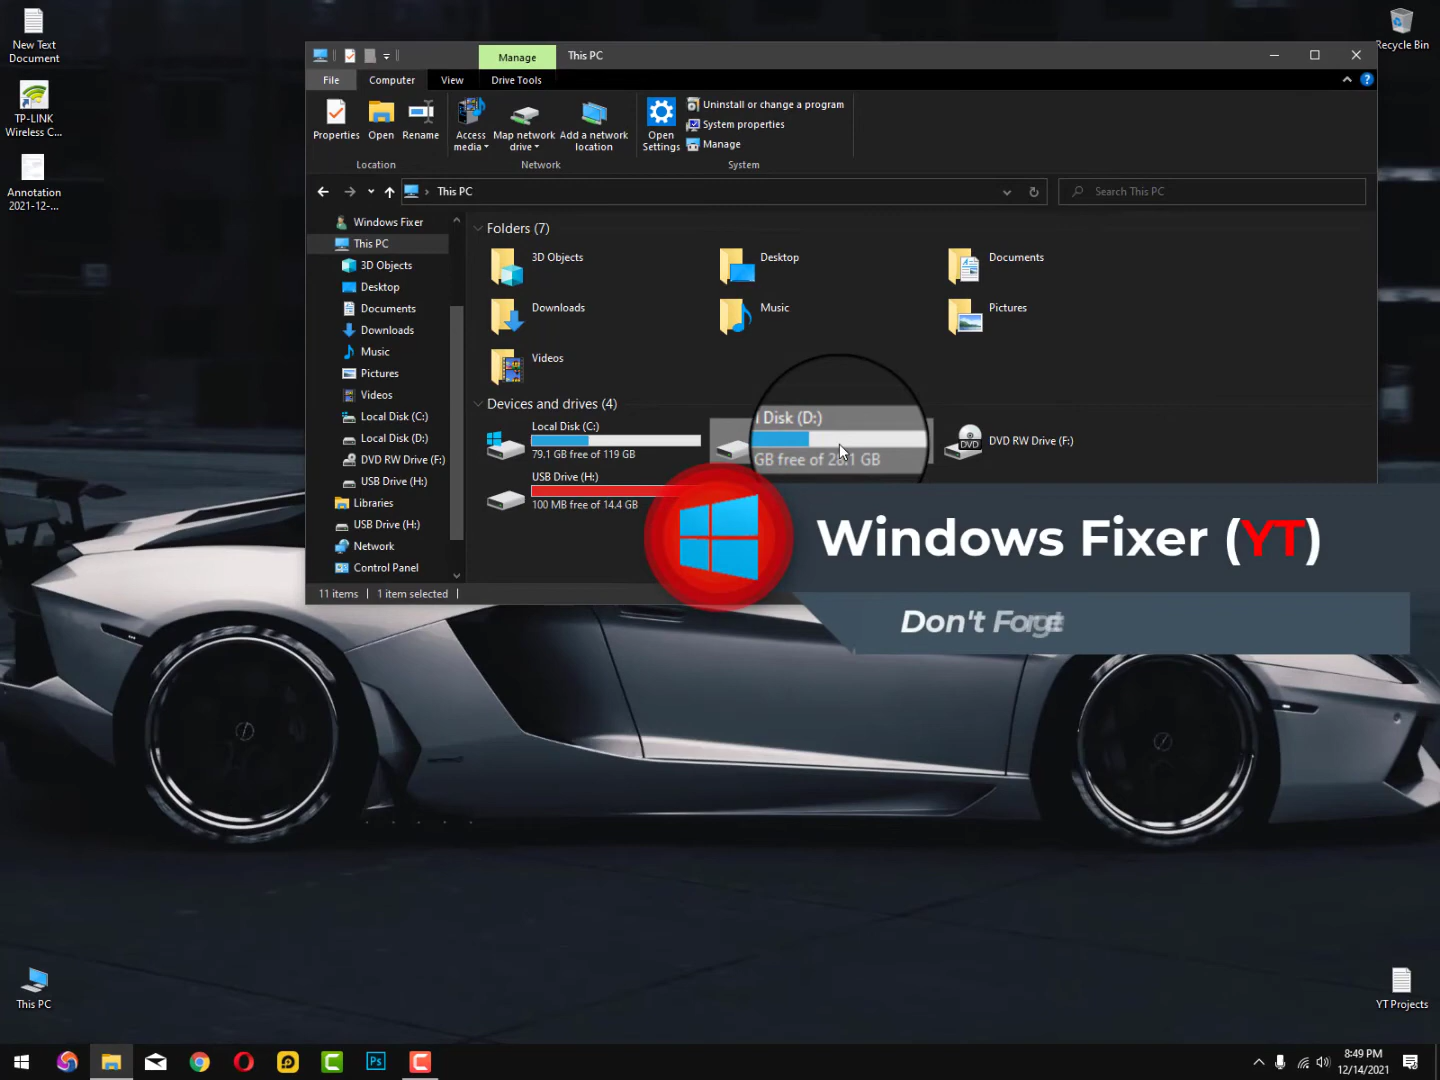 New Text
Document
TP-LINK
Wireless C...
Annotation
2021-12-...
This PC
Recycle Bin
YT Projects
Manage
This PC
File
Computer
View
Drive Tools
Properties
Open
Rename
Access
media
Map network
drive
Add a network
location
Open
Settings
Uninstall or change a program
System properties
Manage
Location
Network
System
This PC
Search This PC
Windows Fixer
This PC
3D Objects
Desktop
Documents
Downloads
Music
Pictures
Videos
Local Disk (C:)
Local Disk (D:)
DVD RW Drive (F:)
USB Drive (H:)
Libraries
USB Drive (H:)
Network
Control Panel
Folders (7)
3D Objects
Desktop
Documents
Downloads
Music
Pictures
Videos
Devices and drives (4)
Local Disk (C:)
79.1 GB free of 119 GB
Disk (D:)
GB free of 28.1 GB
DVD
DVD RW Drive (F:)
USB Drive (H:)
100 MB free of 14.4 GB
11 items
1 item selected
Windows Fixer (YT)
Don't Forget
Ps
8:49 PM
12/14/2021